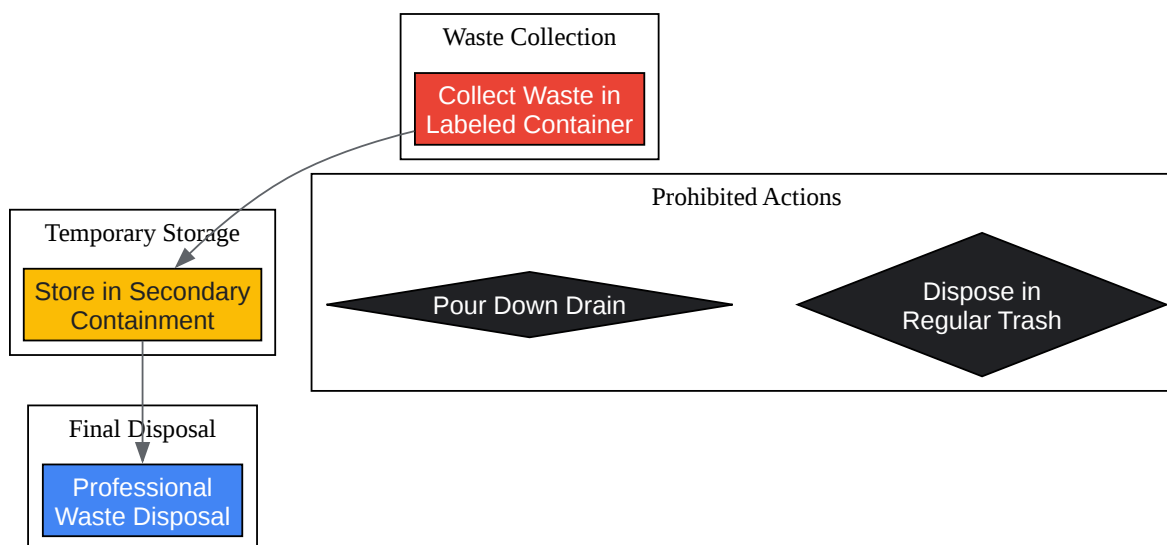 Waste Collection
Collect Waste in
Labeled Container
Prohibited Actions
Pour Down Drain
Dispose in
Regular Trash
Temporary Storage
Store in Secondary
Containment
Final Disposal
Professional
Waste Disposal